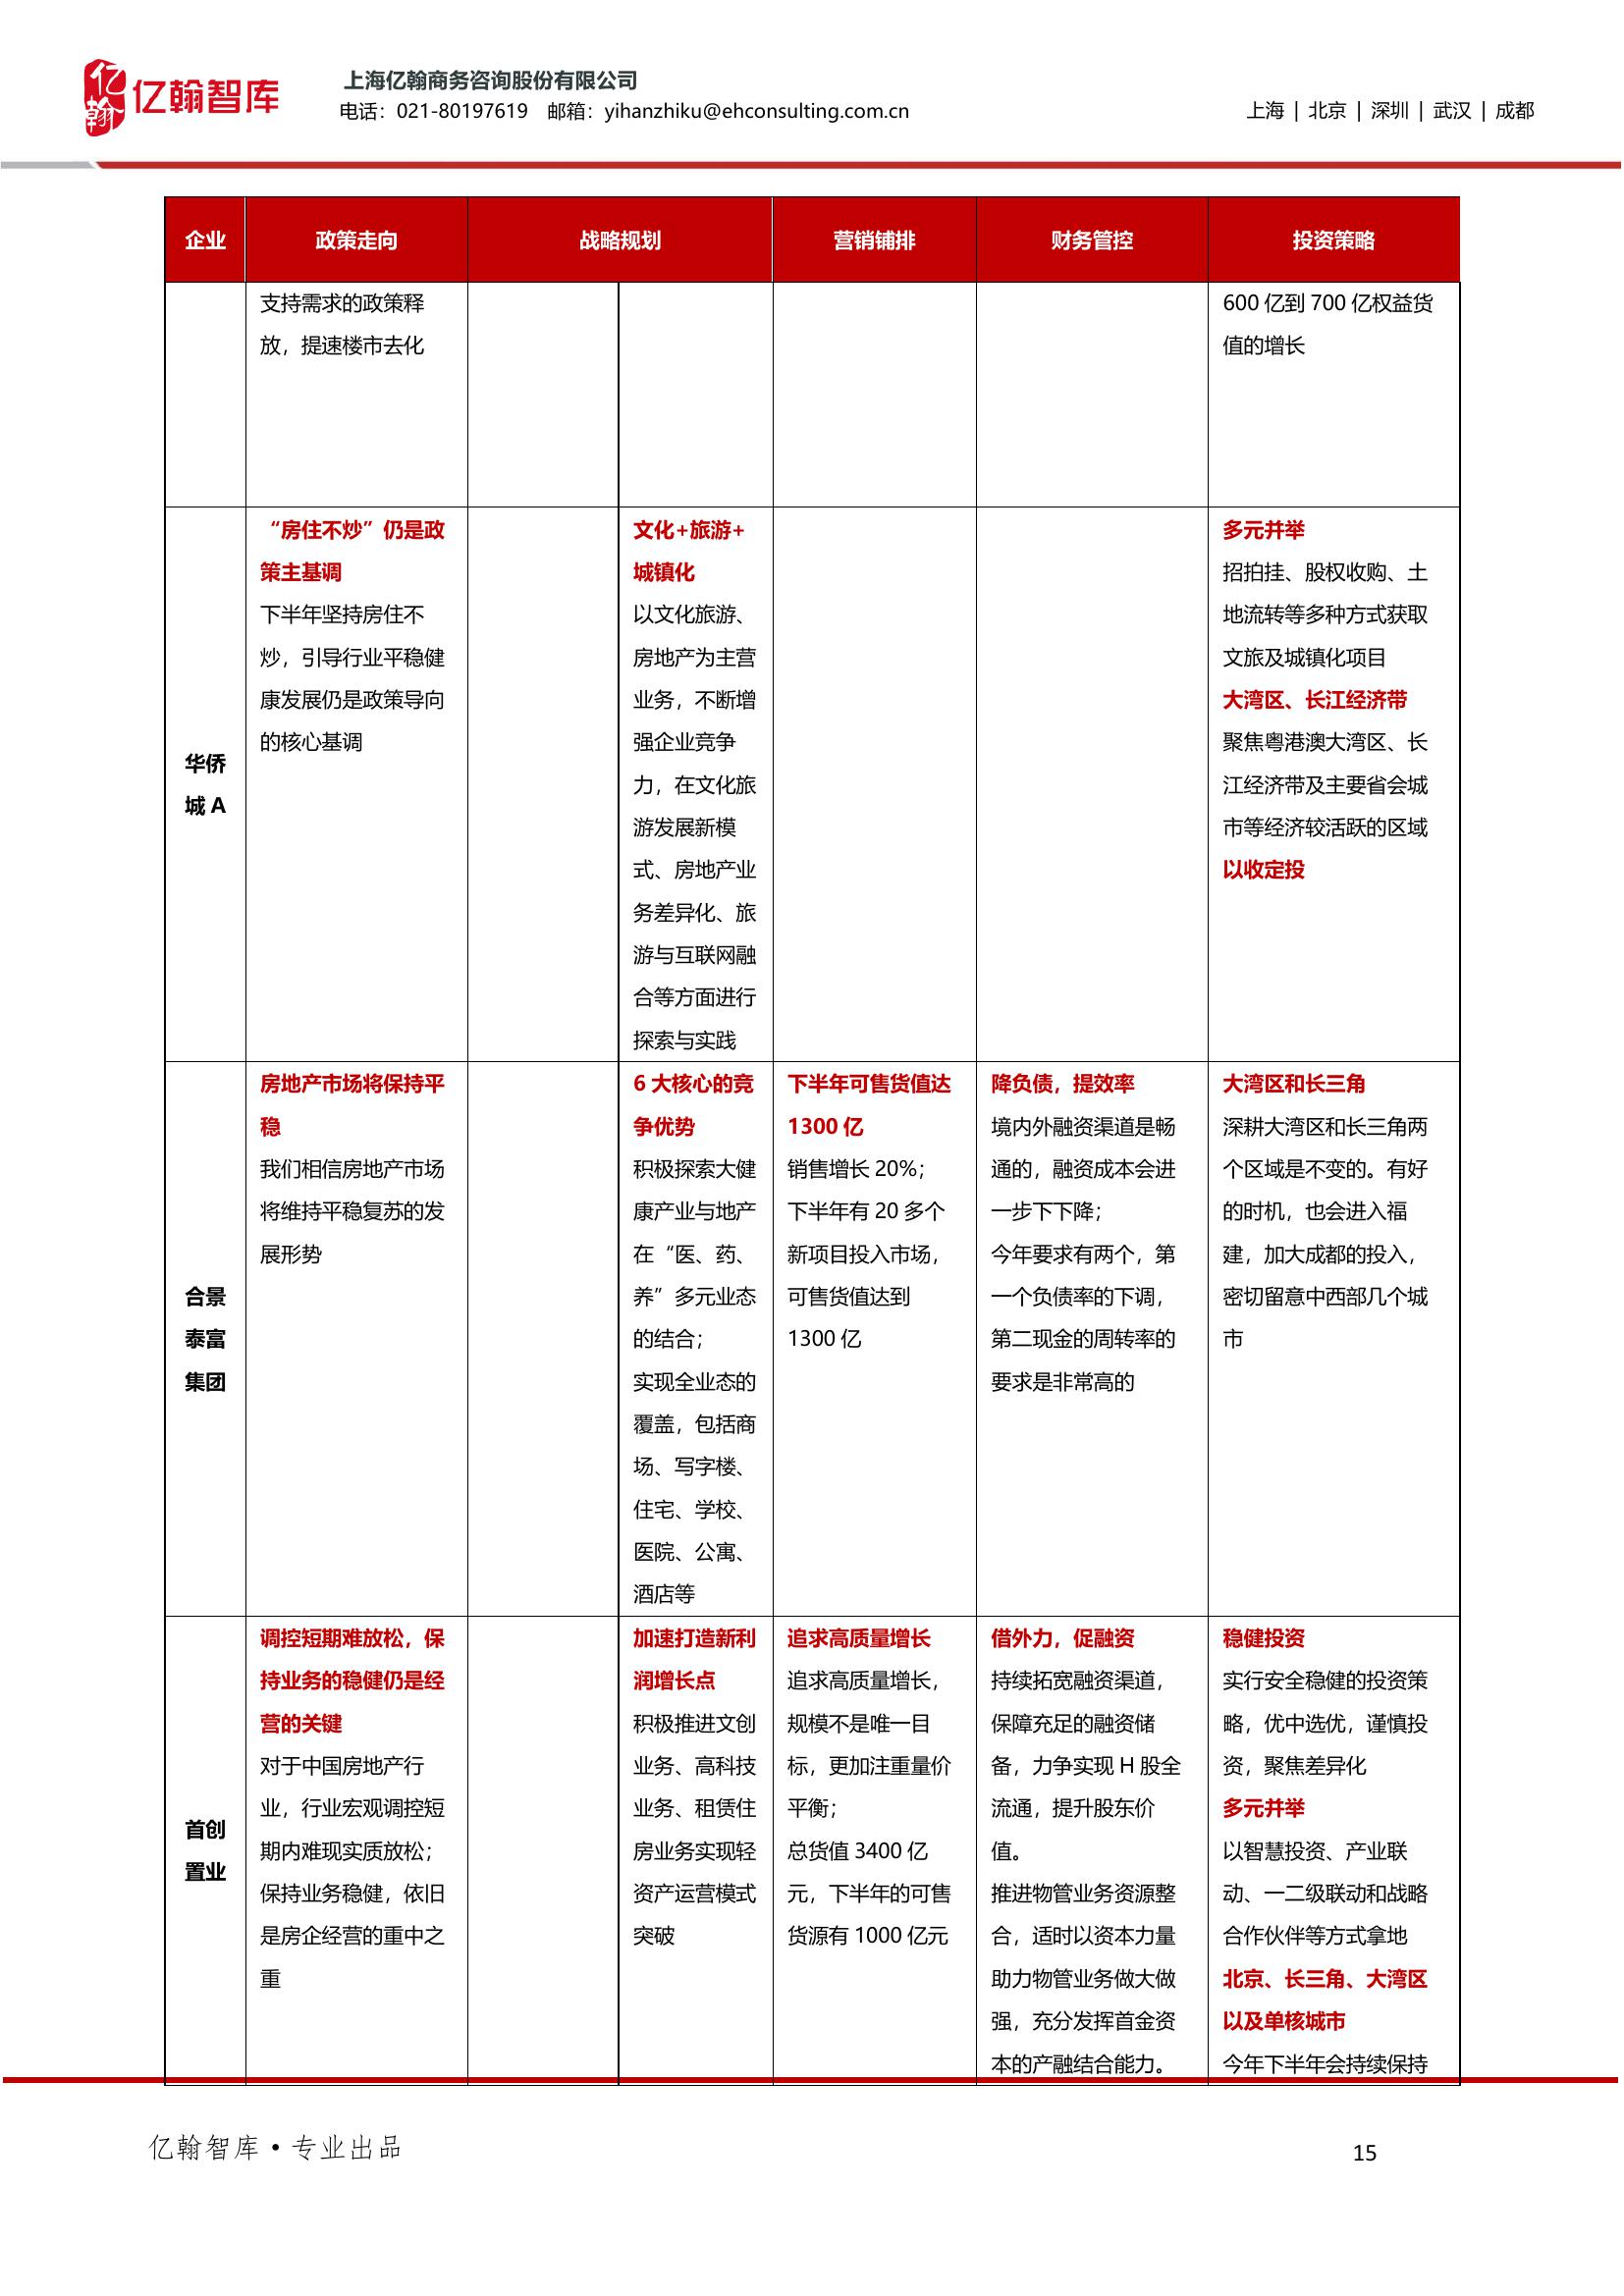 亿翰
亿翰智库
上海亿翰商务咨询股份有限公司
电话：021-80197619 邮箱：yihanzhiku@ehconsulting.com.cn
上海 | 北京 | 深圳 | 武汉 | 成都
企业 政策走向 战略规划 营销铺排 财务管控 投资策略
支持需求的政策释
放，提速楼市去化
600 亿到 700 亿权益货
值的增长
华侨
城 A
“房住不炒”仍是政
策主基调
下半年坚持房住不
炒，引导行业平稳健
康发展仍是政策导向
的核心基调
文化+旅游+
城镇化
以文化旅游、
房地产为主营
业务，不断增
强企业竞争
力，在文化旅
游发展新模
式、房地产业
务差异化、旅
游与互联网融
合等方面进行
探索与实践
多元并举
招拍挂、股权收购、土
地流转等多种方式获取
文旅及城镇化项目
大湾区、长江经济带
聚焦粤港澳大湾区、长
江经济带及主要省会城
市等经济较活跃的区域
以收定投
合景
泰富
集团
房地产市场将保持平
稳
我们相信房地产市场
将维持平稳复苏的发
展形势
6 大核心的竞
争优势
积极探索大健
康产业与地产
在“医、药、
养”多元业态
的结合；
实现全业态的
覆盖，包括商
场、写字楼、
住宅、学校、
医院、公寓、
酒店等
下半年可售货值达
1300 亿
销售增长 20%；
下半年有 20 多个
新项目投入市场，
可售货值达到
1300 亿
降负债，提效率
境内外融资渠道是畅
通的，融资成本会进
一步下下降；
今年要求有两个，第
一个负债率的下调，
第二现金的周转率的
要求是非常高的
大湾区和长三角
深耕大湾区和长三角两
个区域是不变的。有好
的时机，也会进入福
建，加大成都的投入，
密切留意中西部几个城
市
首创
置业
调控短期难放松，保
持业务的稳健仍是经
营的关键
对于中国房地产行
业，行业宏观调控短
期内难现实质放松；
保持业务稳健，依旧
是房企经营的重中之
重
加速打造新利
润增长点
积极推进文创
业务、高科技
业务、租赁住
房业务实现轻
资产运营模式
突破
追求高质量增长
追求高质量增长，
规模不是唯一目
标，更加注重量价
平衡；
总货值 3400 亿
元，下半年的可售
货源有 1000 亿元
借外力，促融资
持续拓宽融资渠道，
保障充足的融资储
备，力争实现 H 股全
流通，提升股东价
值。
推进物管业务资源整
合，适时以资本力量
助力物管业务做大做
强，充分发挥首金资
本的产融结合能力。
稳健投资
实行安全稳健的投资策
略，优中选优，谨慎投
资，聚焦差异化
多元并举
以智慧投资、产业联
动、一二级联动和战略
合作伙伴等方式拿地
北京、长三角、大湾区
以及单核城市
今年下半年会持续保持
亿翰智库·专业出品
15